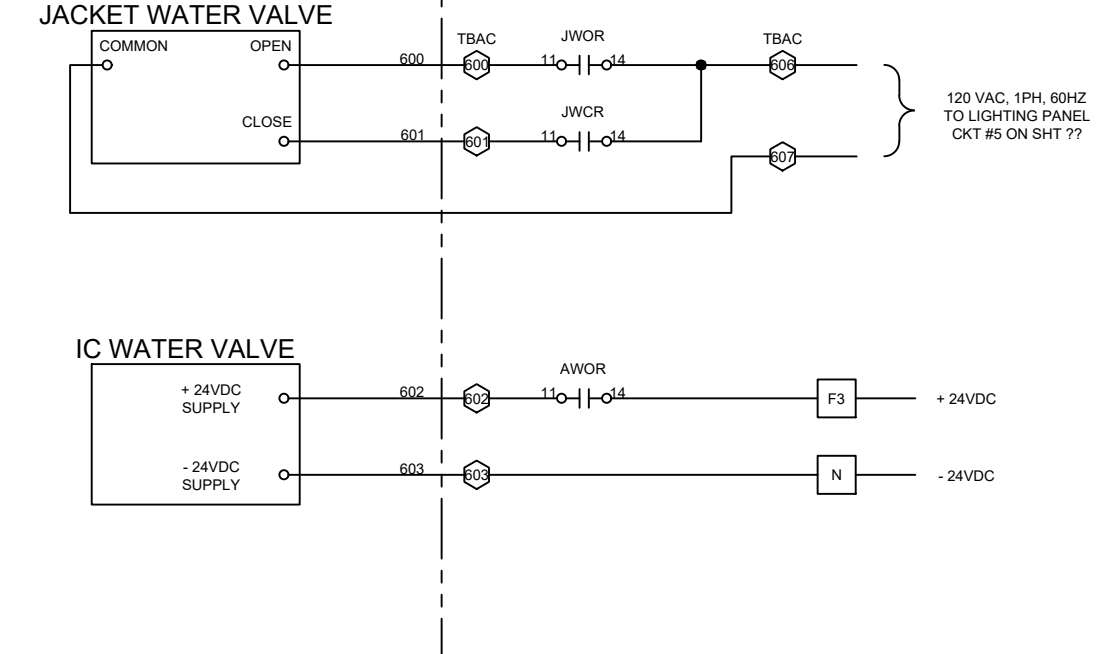 JACKET WATER VALVE
COMMON
OPEN
CLOSE
600
601
TBAC
600
601
JWOR
11 14
JWCR
11 14
TBAC
606
607
120 VAC, 1PH, 60HZ
TO LIGHTING PANEL
CKT #5 ON SHT ??
IC WATER VALVE
+ 24VDC
SUPPLY
- 24VDC
SUPPLY
602
603
602
603
AWOR
11 14
F3
N
+ 24VDC
- 24VDC